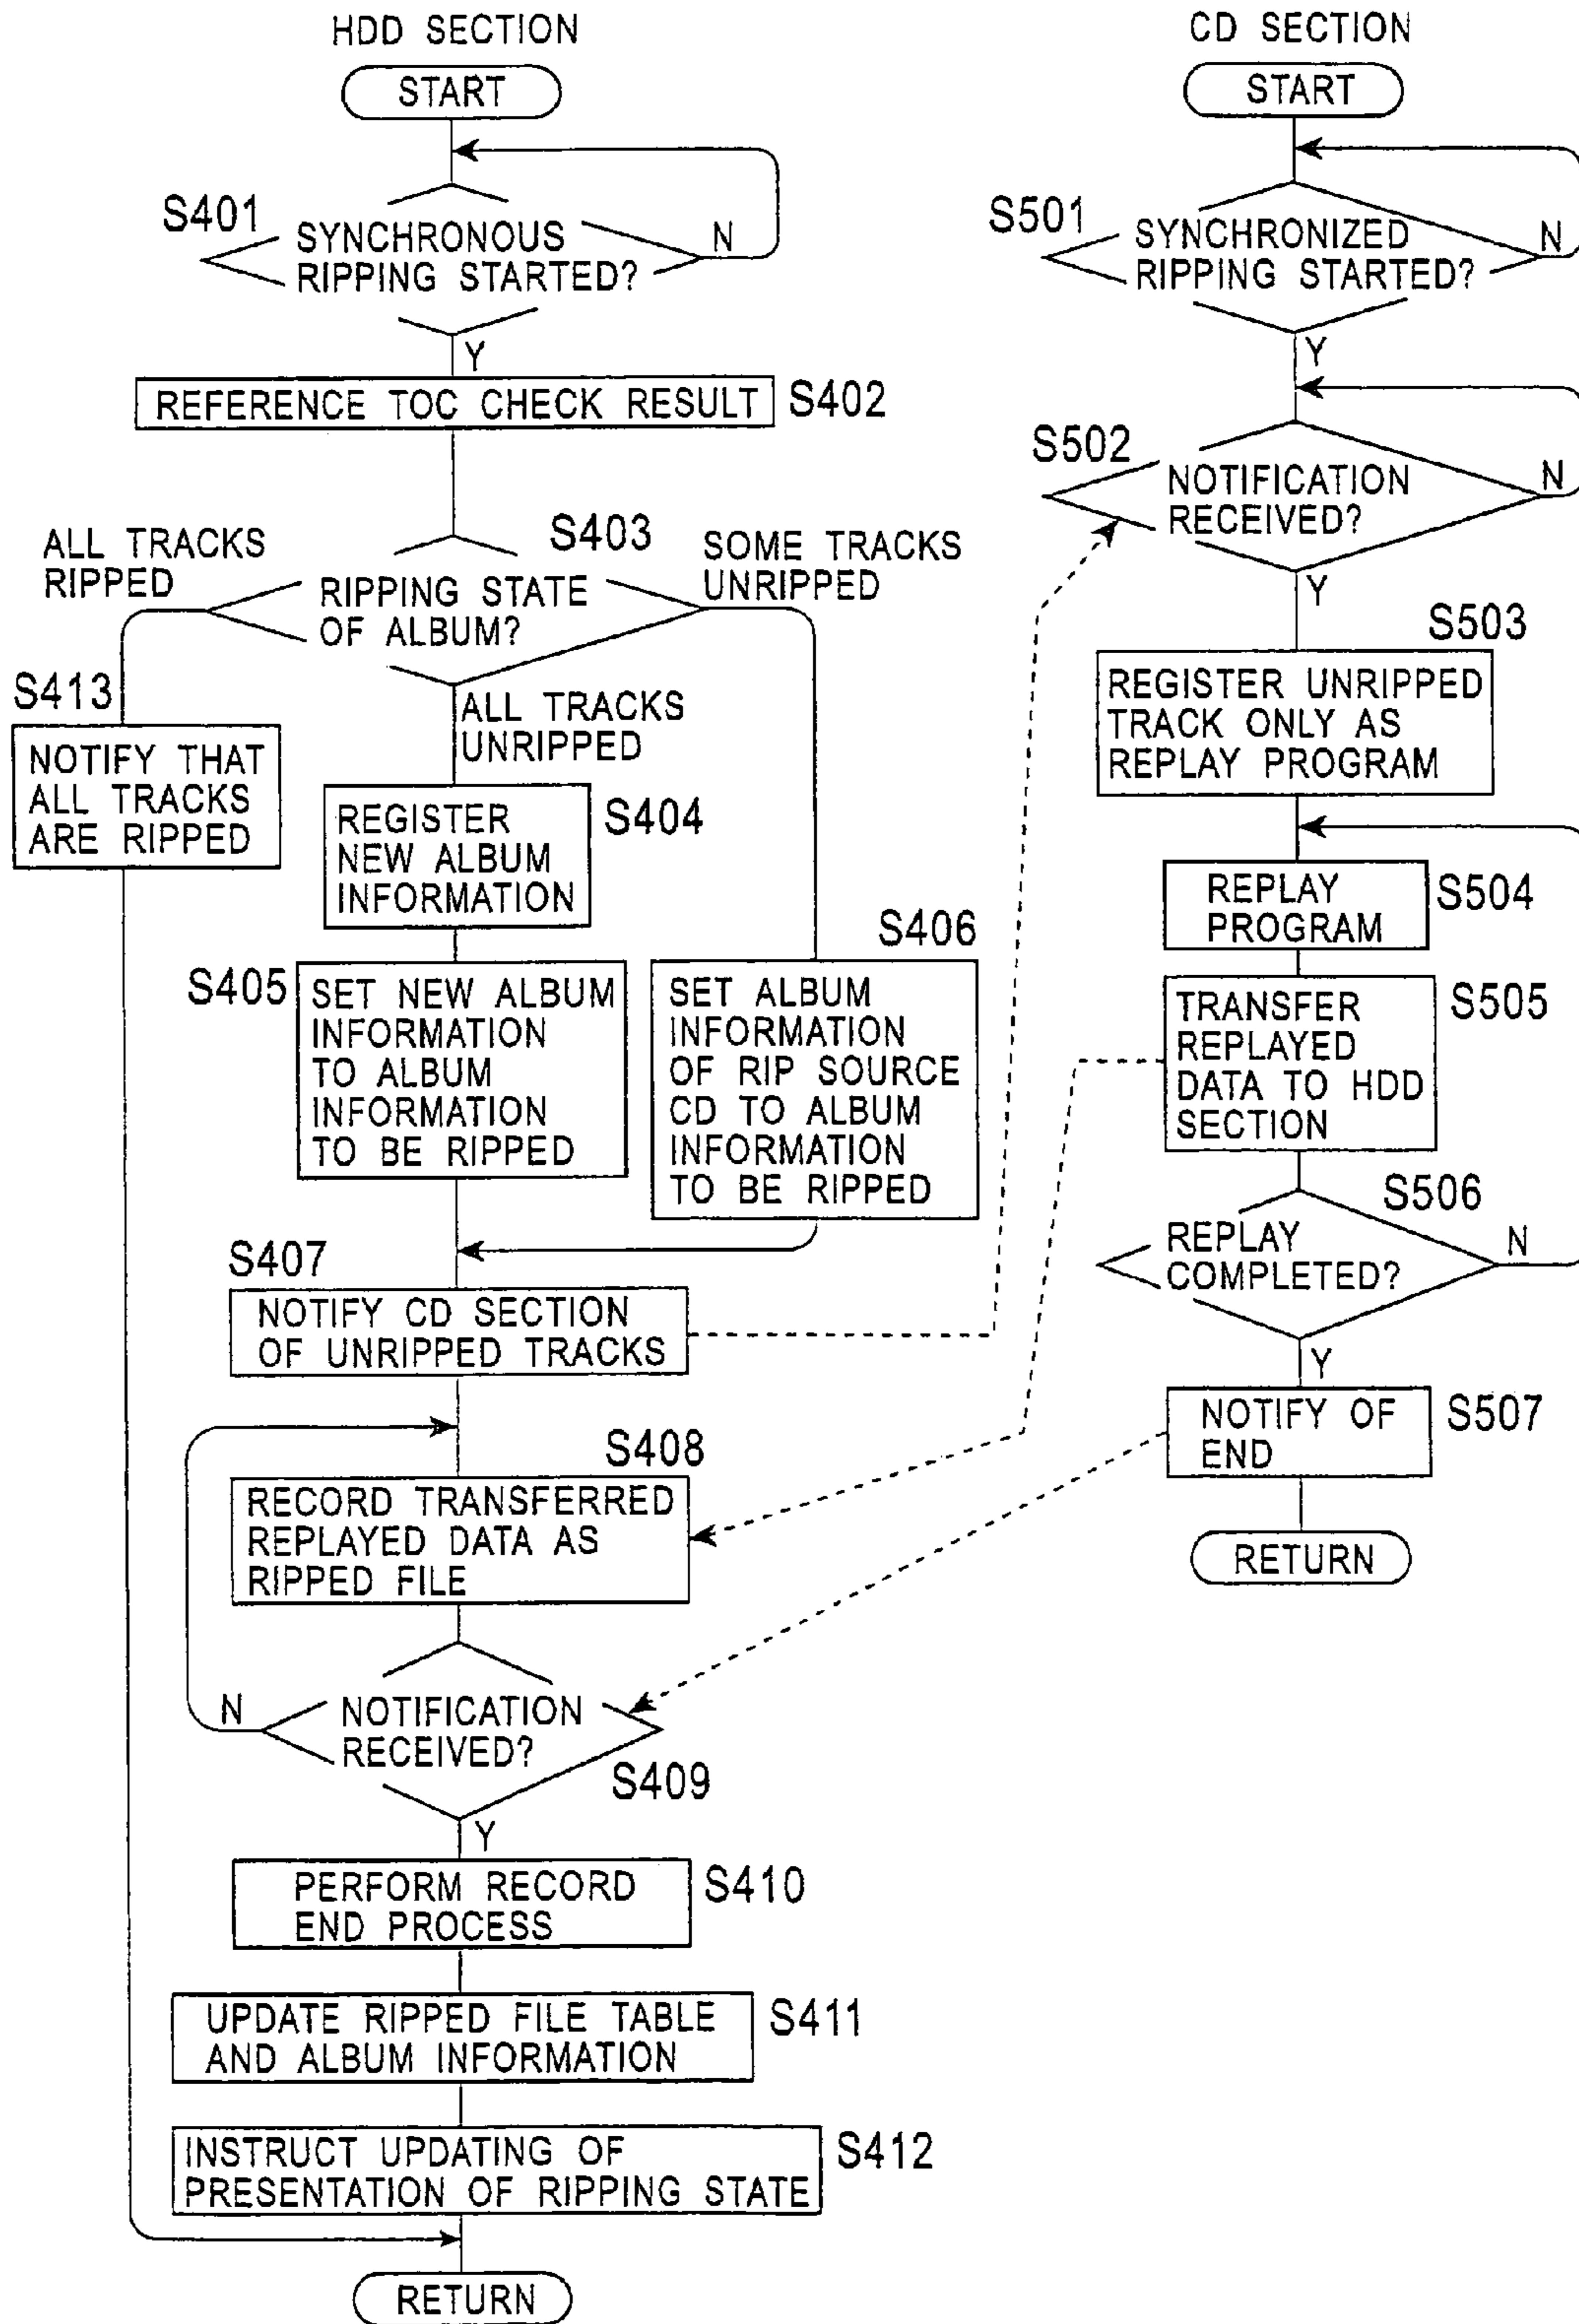 HDD SECTION
START
S401
SYNCHRONOUS
RIPPING STARTED?
N
Y
REFERENCE TOC CHECK RESULT
S402
S403
ALL TRACKS
RIPPED
SOME TRACKS
UNRIPPED
RIPPING STATE
OF ALBUM?
S413
ALL TRACKS
UNRIPPED
NOTIFY THAT
ALL TRACKS
ARE RIPPED
REGISTER
NEW ALBUM
INFORMATION
S404
S405
SET NEW ALBUM
INFORMATION
TO ALBUM
INFORMATION
TO BE RIPPED
S406
SET ALBUM
INFORMATION
OF RIP SOURCE
CD TO ALBUM
INFORMATION
TO BE RIPPED
S407
NOTIFY CD SECTION
OF UNRIPPED TRACKS
S408
RECORD TRANSFERRED
REPLAYED DATA AS
RIPPED FILE
N
NOTIFICATION
RECEIVED?
S409
Y
PERFORM RECORD
END PROCESS
S410
UPDATE RIPPED FILE TABLE
AND ALBUM INFORMATION
S411
INSTRUCT UPDATING OF
PRESENTATION OF RIPPING STATE
S412
RETURN
CD SECTION
START
S501
SYNCHRONIZED
RIPPING STARTED?
N
Y
S502
NOTIFICATION
RECEIVED?
N
Y
S503
REGISTER UNRIPPED
TRACK ONLY AS
REPLAY PROGRAM
REPLAY
PROGRAM
S504
TRANSFER
REPLAYED
DATA TO HDD
SECTION
S505
S506
REPLAY
COMPLETED?
N
Y
NOTIFY OF
END
S507
RETURN